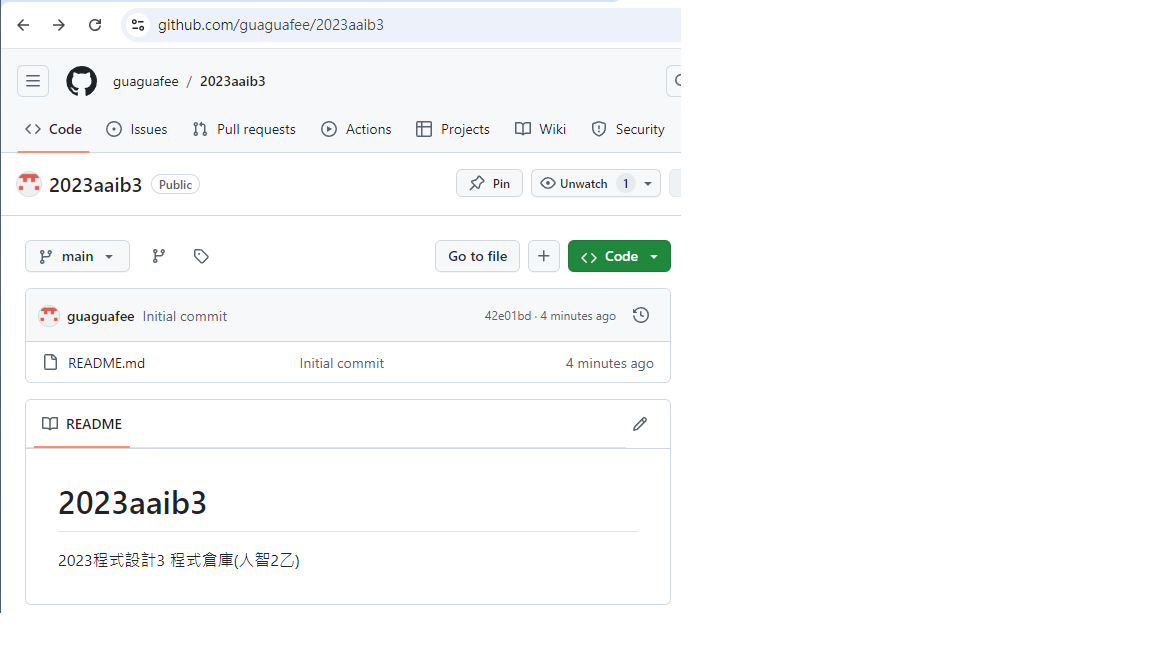 github.com/guaguafee/2023aaib3
guaguafee / 2023aaib3
Code Issues Pull requests Actions Projects Wiki Security
2023aaib3 Public Pin Unwatch 1
main Go to file Code
guaguafee Initial commit 42e01bd · 4 minutes ago
README.md Initial commit 4 minutes ago
README
2023aaib3
2023程式設計3 程式倉庫(人智2乙)